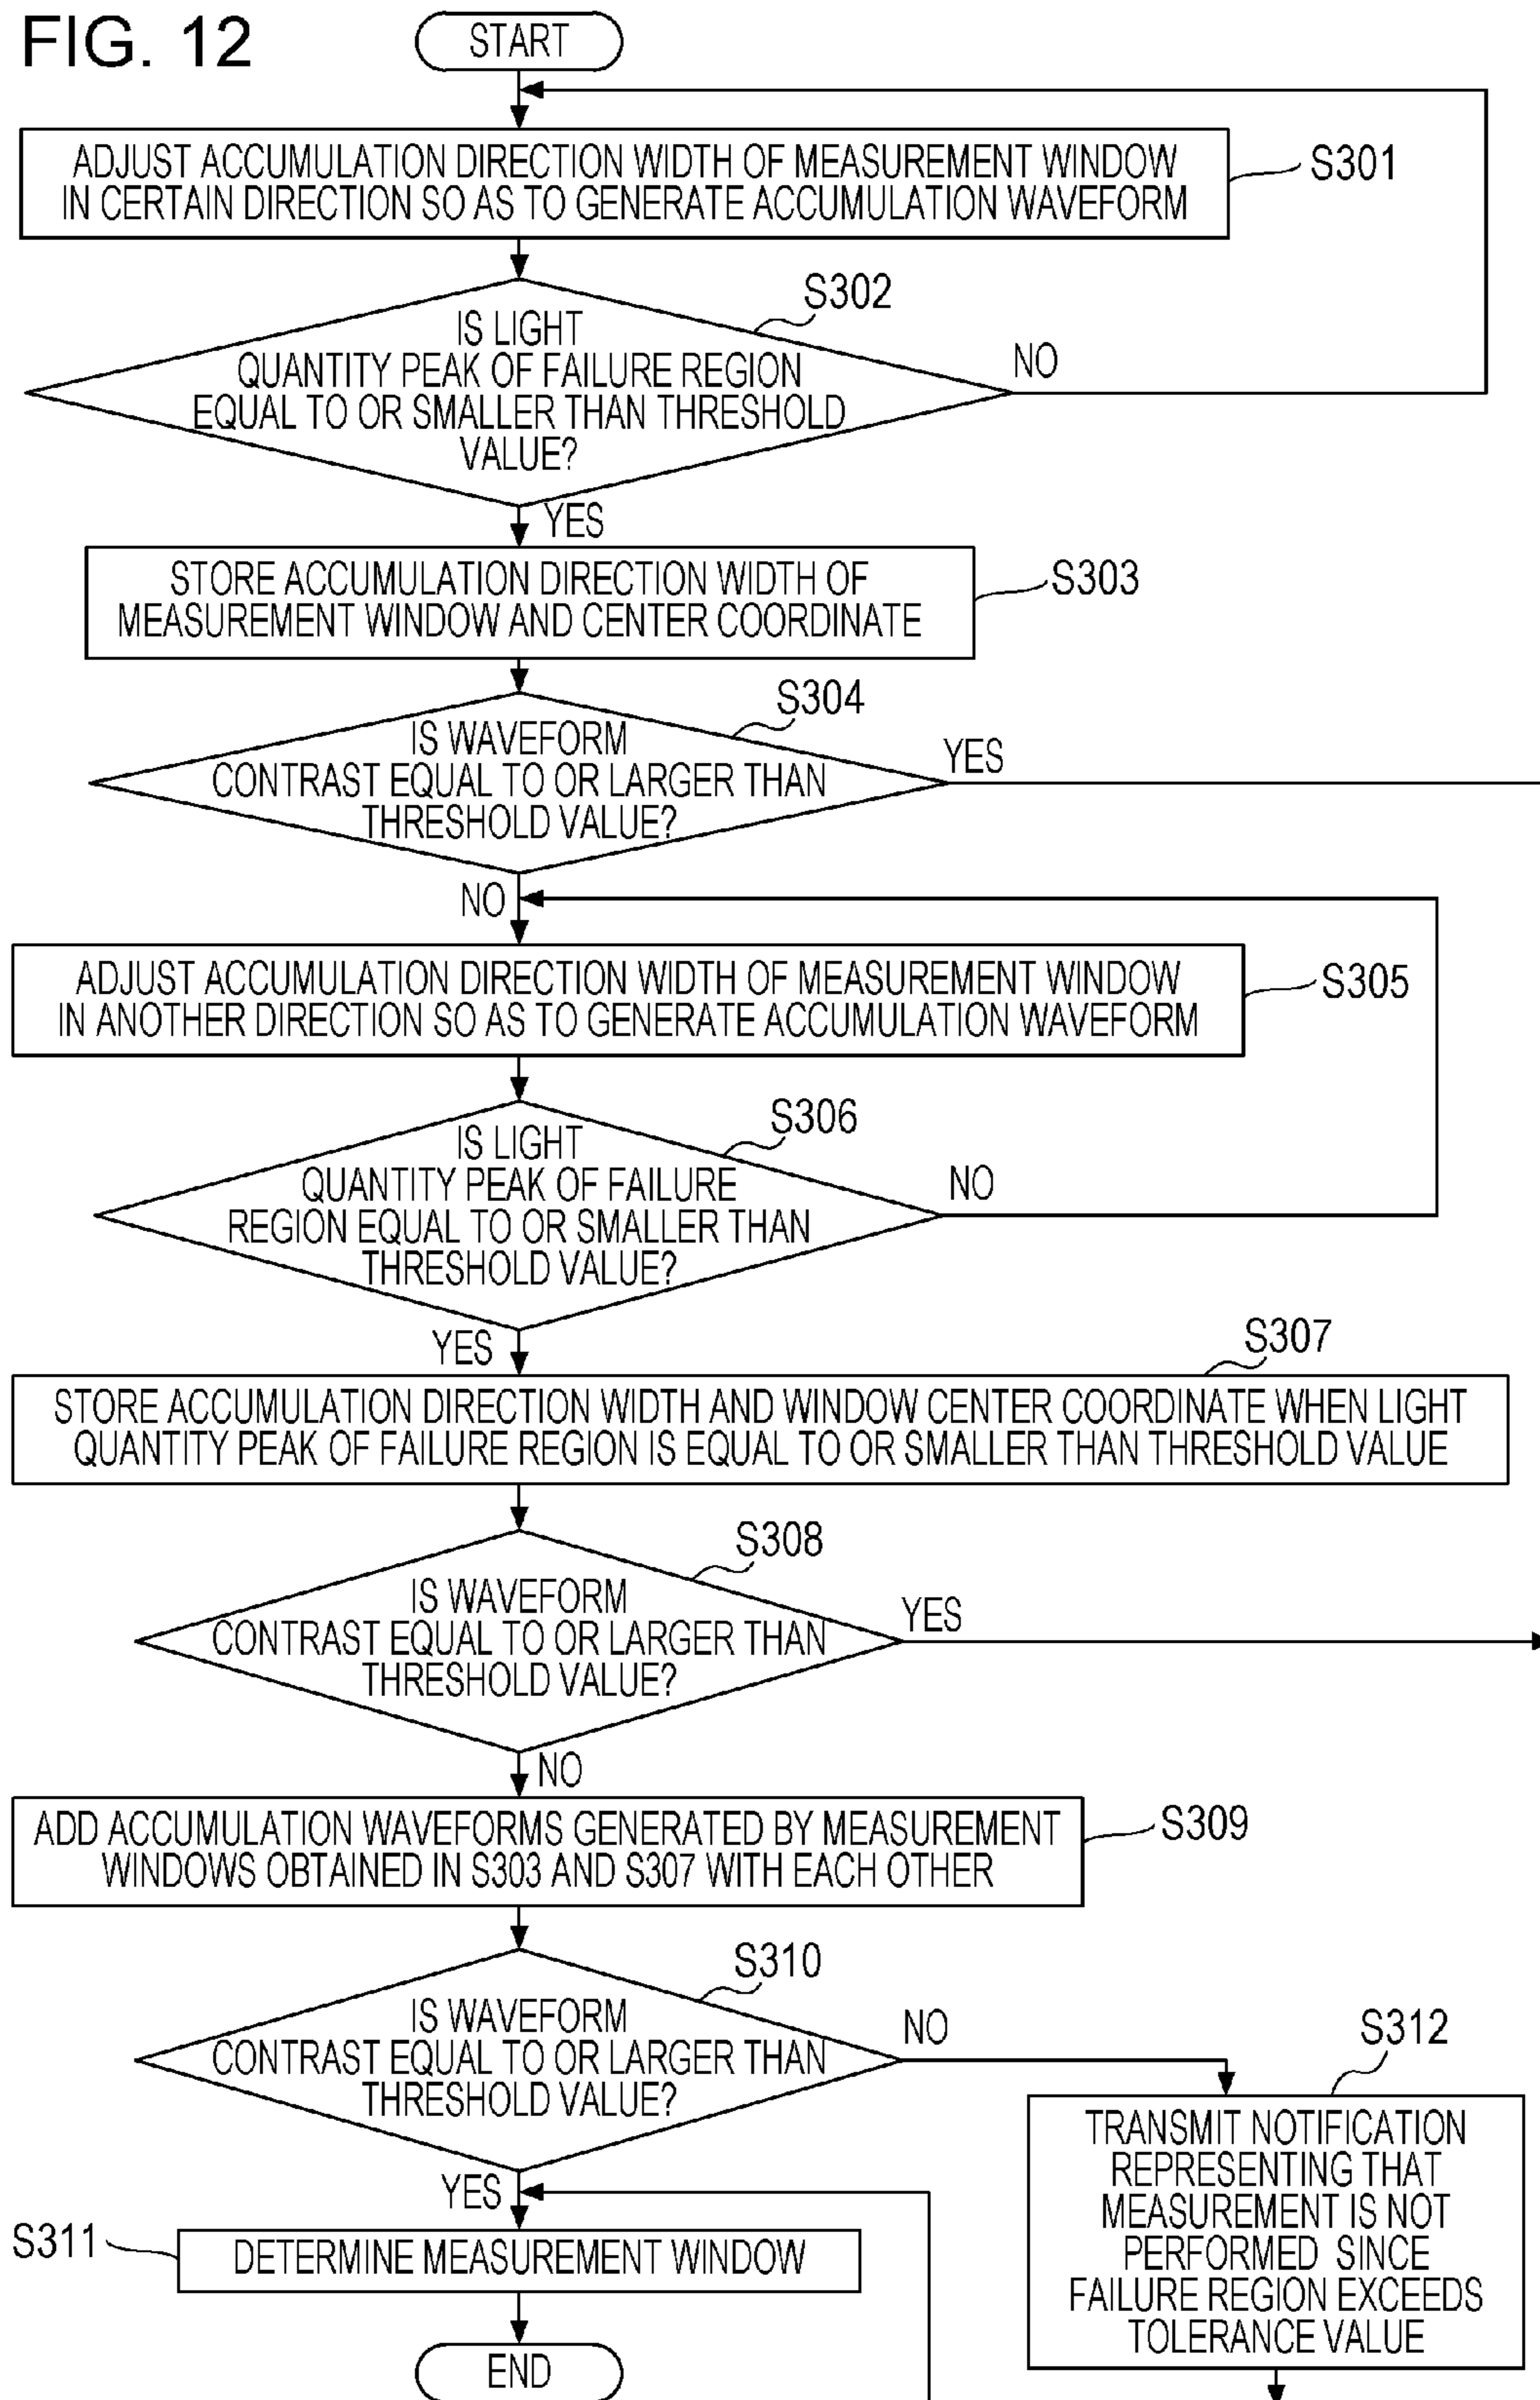 FIG. 12
START
ADJUST ACCUMULATION DIRECTION WIDTH OF MEASUREMENT WINDOW
IN CERTAIN DIRECTION SO AS TO GENERATE ACCUMULATION WAVEFORM
S301
S302
IS LIGHT
QUANTITY PEAK OF FAILURE REGION
EQUAL TO OR SMALLER THAN THRESHOLD
VALUE?
NO
YES
STORE ACCUMULATION DIRECTION WIDTH OF
MEASUREMENT WINDOW AND CENTER COORDINATE
S303
S304
IS WAVEFORM
CONTRAST EQUAL TO OR LARGER THAN
THRESHOLD VALUE?
YES
NO
ADJUST ACCUMULATION DIRECTION WIDTH OF MEASUREMENT WINDOW
IN ANOTHER DIRECTION SO AS TO GENERATE ACCUMULATION WAVEFORM
S305
S306
IS LIGHT
QUANTITY PEAK OF FAILURE
REGION EQUAL TO OR SMALLER THAN
THRESHOLD VALUE?
NO
YES
S307
STORE ACCUMULATION DIRECTION WIDTH AND WINDOW CENTER COORDINATE WHEN LIGHT
QUANTITY PEAK OF FAILURE REGION IS EQUAL TO OR SMALLER THAN THRESHOLD VALUE
S308
IS WAVEFORM
CONTRAST EQUAL TO OR LARGER THAN
THRESHOLD VALUE?
YES
NO
ADD ACCUMULATION WAVEFORMS GENERATED BY MEASUREMENT
WINDOWS OBTAINED IN S303 AND S307 WITH EACH OTHER
S309
S310
IS WAVEFORM
CONTRAST EQUAL TO OR LARGER THAN
THRESHOLD VALUE?
NO
YES
S312
TRANSMIT NOTIFICATION
REPRESENTING THAT
MEASUREMENT IS NOT
PERFORMED SINCE
FAILURE REGION EXCEEDS
TOLERANCE VALUE
S311
DETERMINE MEASUREMENT WINDOW
END